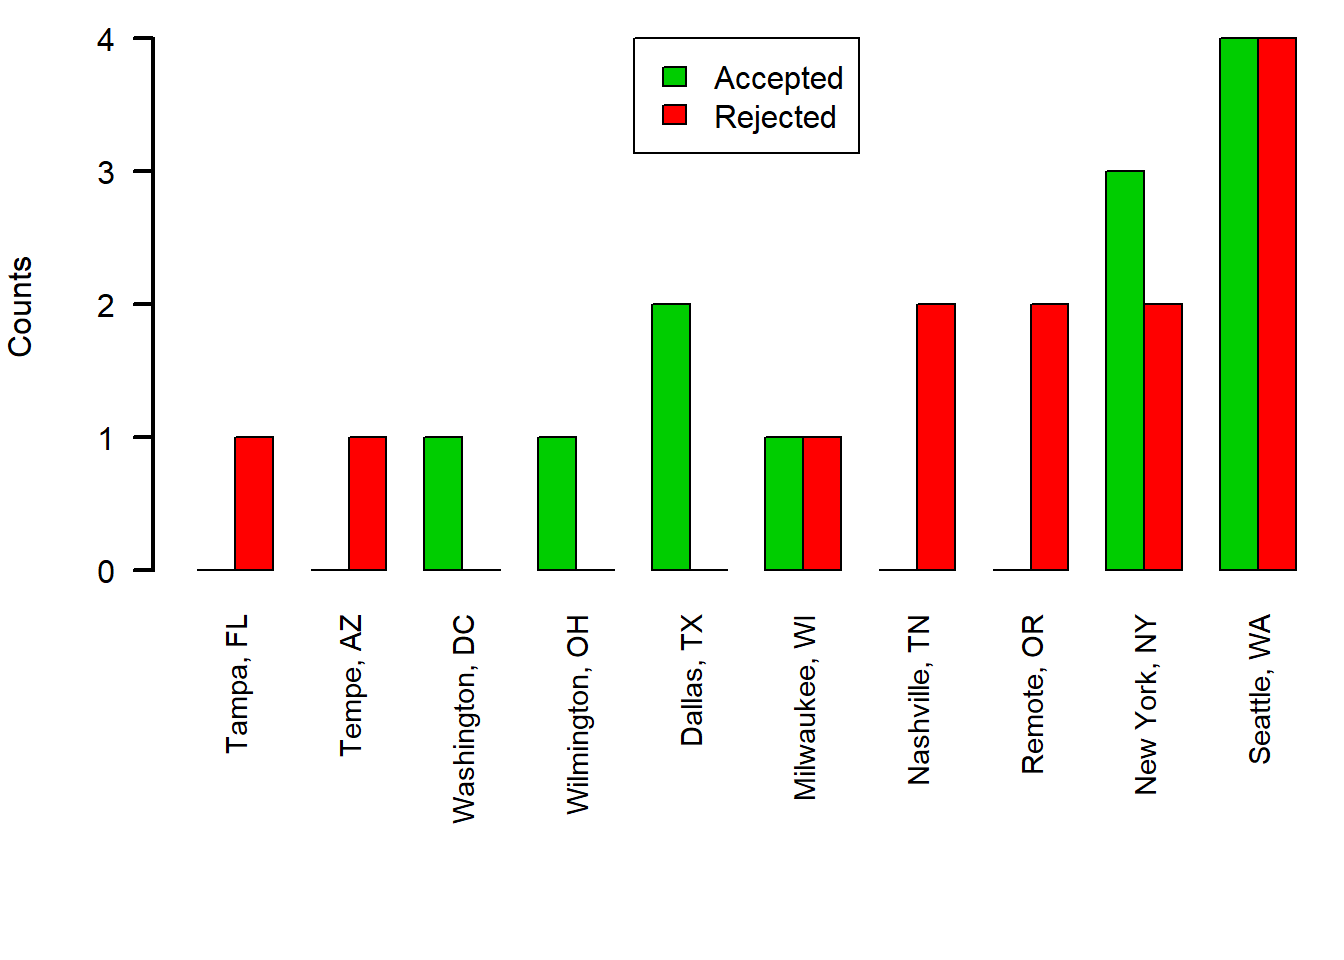 4
3
2
1
0
Counts
Accepted
Rejected
Tampa, FL
Tempe, AZ
Washington, DC
Wilmington, OH
Dallas, TX
Milwaukee, WI
Nashville, TN
Remote, OR
New York, NY
Seattle, WA